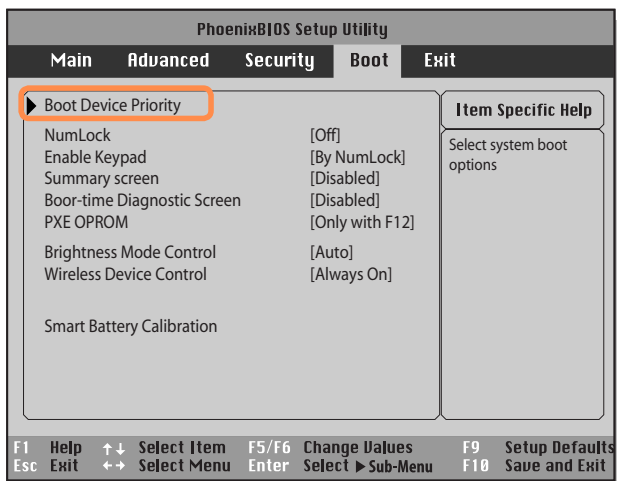 PhoenixBIOS Setup Utility
Main Advanced Security Boot Exit
Boot Device Priority
NumLock [Off]
Enable Keypad [By NumLock]
Summary screen [Disabled]
Boor-time Diagnostic Screen [Disabled]
PXE OPROM [Only with F12]
Brightness Mode Control [Auto]
Wireless Device Control [Always On]
Smart Battery Calibration
Item Specific Help
Select system boot
options
F1 Help ↑↓ Select Item F5/F6 Change Values F9 Setup Defaults
Esc Exit ←→ Select Menu Enter Select ▶ Sub-Menu F10 Save and Exit